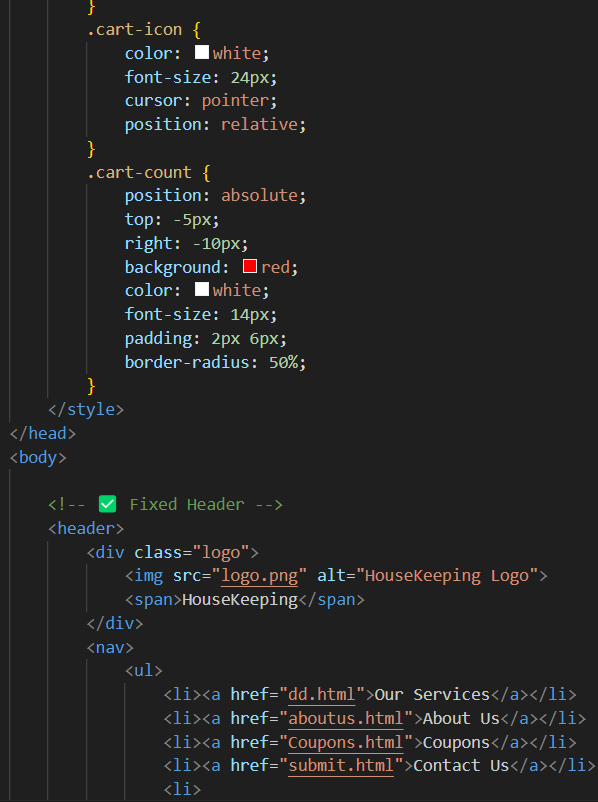 }
.cart-icon {
color: white;
font-size: 24px;
cursor: pointer;
position: relative;
}
.cart-count {
position: absolute;
top: -5px;
right: -10px;
background: red;
color: white;
font-size: 14px;
padding: 2px 6px;
border-radius: 50%;
}
</style>
</head>
<body>
<!-- ✅ Fixed Header -->
<header>
<div class="logo">
<img src="logo.png" alt="HouseKeeping Logo">
<span>HouseKeeping</span>
</div>
<nav>
<ul>
<li><a href="dd.html">Our Services</a></li>
<li><a href="aboutus.html">About Us</a></li>
<li><a href="Coupons.html">Coupons</a></li>
<li><a href="submit.html">Contact Us</a></li>
<li>